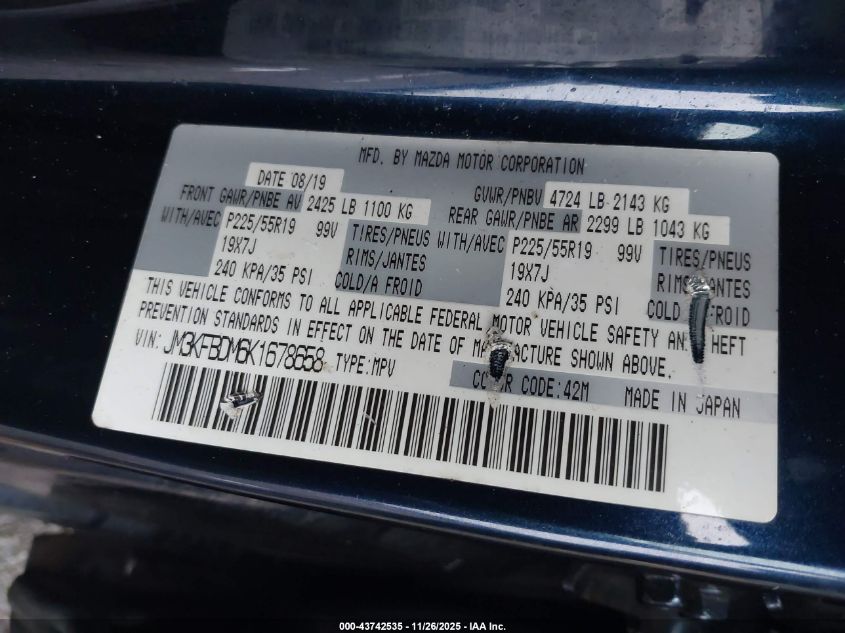 MFD. BY MAZDA MOTOR CORPORATION
DATE 08/19 GVWR/PNBV 4724 LB 2143 KG
FRONT GAWR/PNBE AV 2425 LB 1100 KG REAR GAWR/PNBE AR 2299 LB 1043 KG
WITH/AVEC P225/55R19 99V TIRES/PNEUS WITH/AVEC P225/55R19 99V TIRES/PNEUS
19X7J RIMS/JANTES 19X7J RIMS/JANTES
240 KPA/35 PSI COLD/A FROID 240 KPA/35 PSI COLD FROID
THIS VEHICLE CONFORMS TO ALL APPLICABLE FEDERAL MOTOR VEHICLE SAFETY AND THEFT
PREVENTION STANDARDS IN EFFECT ON THE DATE OF MANUFACTURE SHOWN ABOVE.
VIN: JM3KFBDM6K1678658 TYPE:MPV
COLOR CODE:42M MADE IN JAPAN
000-43742535 - 11/26/2025 - IAA Inc.